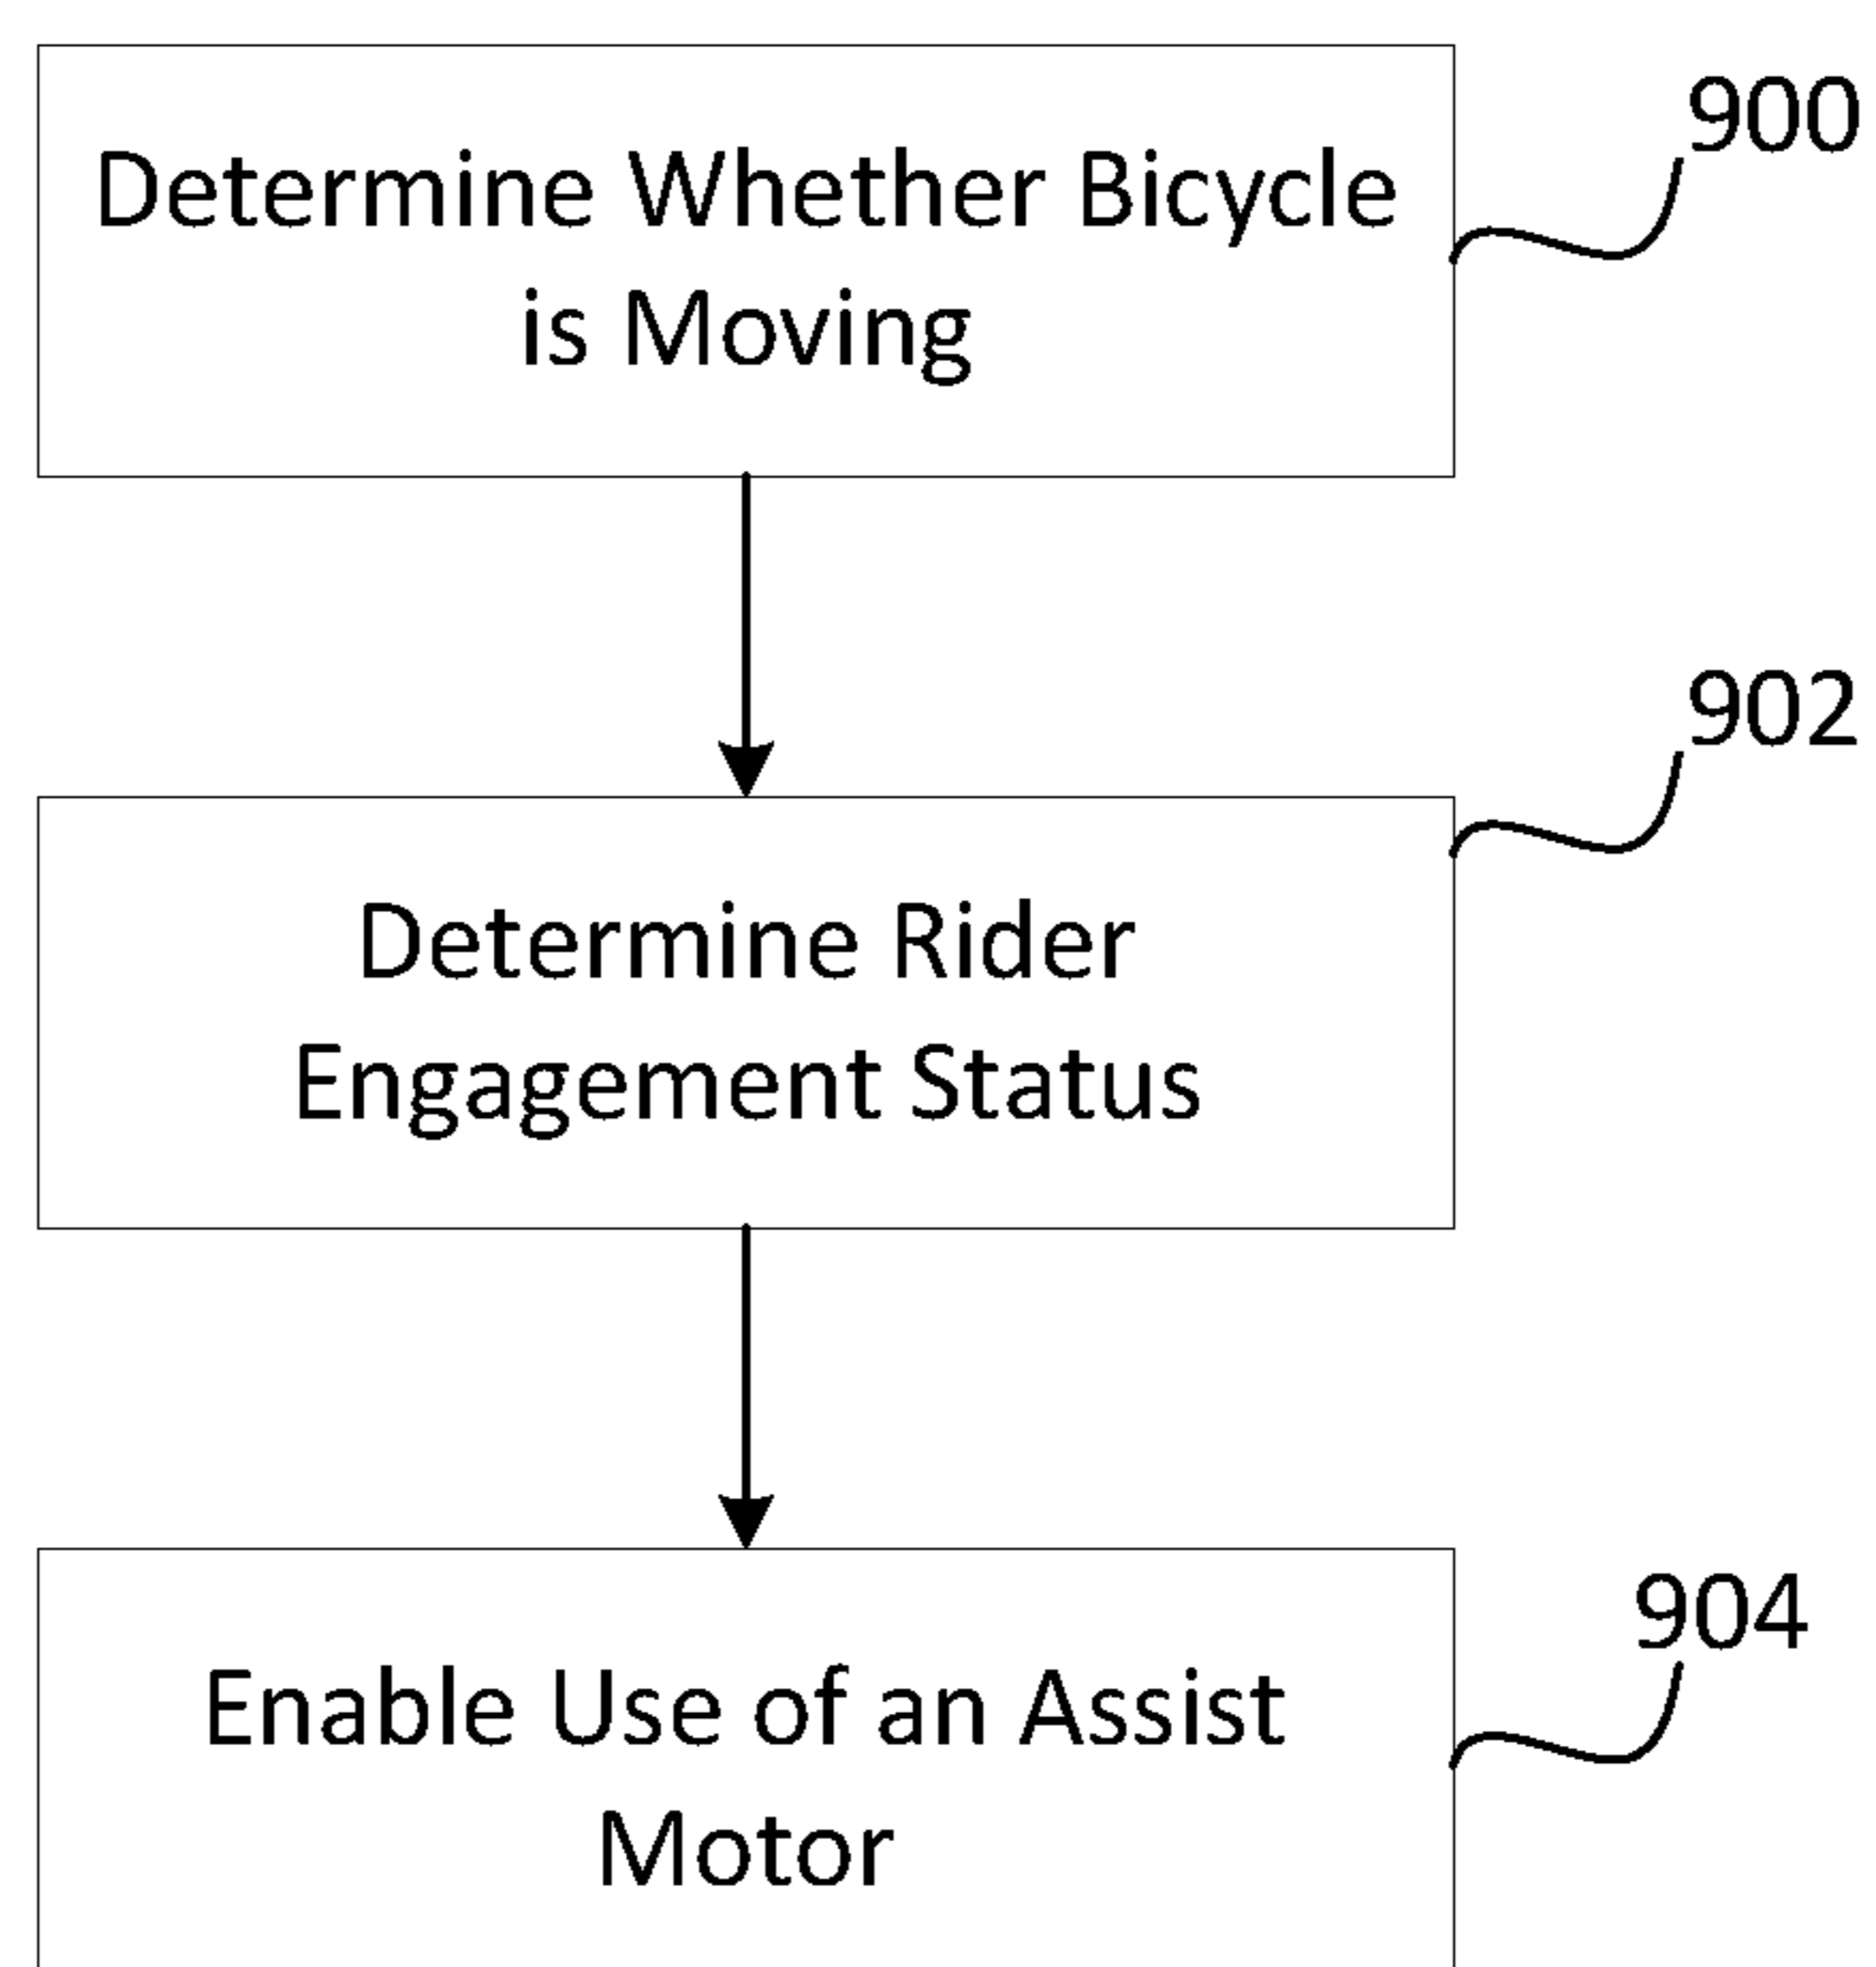 Determine Whether Bicycle
is Moving
900
Determine Rider
Engagement Status
902
Enable Use of an Assist
Motor
904